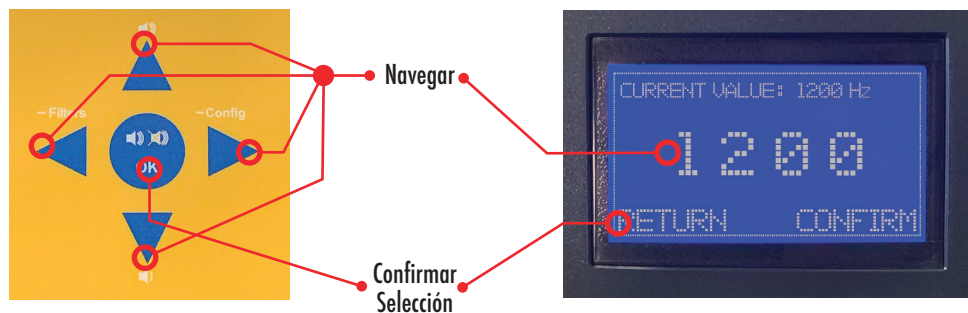 –Filters
–Config
OK
Navegar
Confirmar
Selección
CURRENT VALUE: 1200 Hz
1200
RETURN
CONFIRM